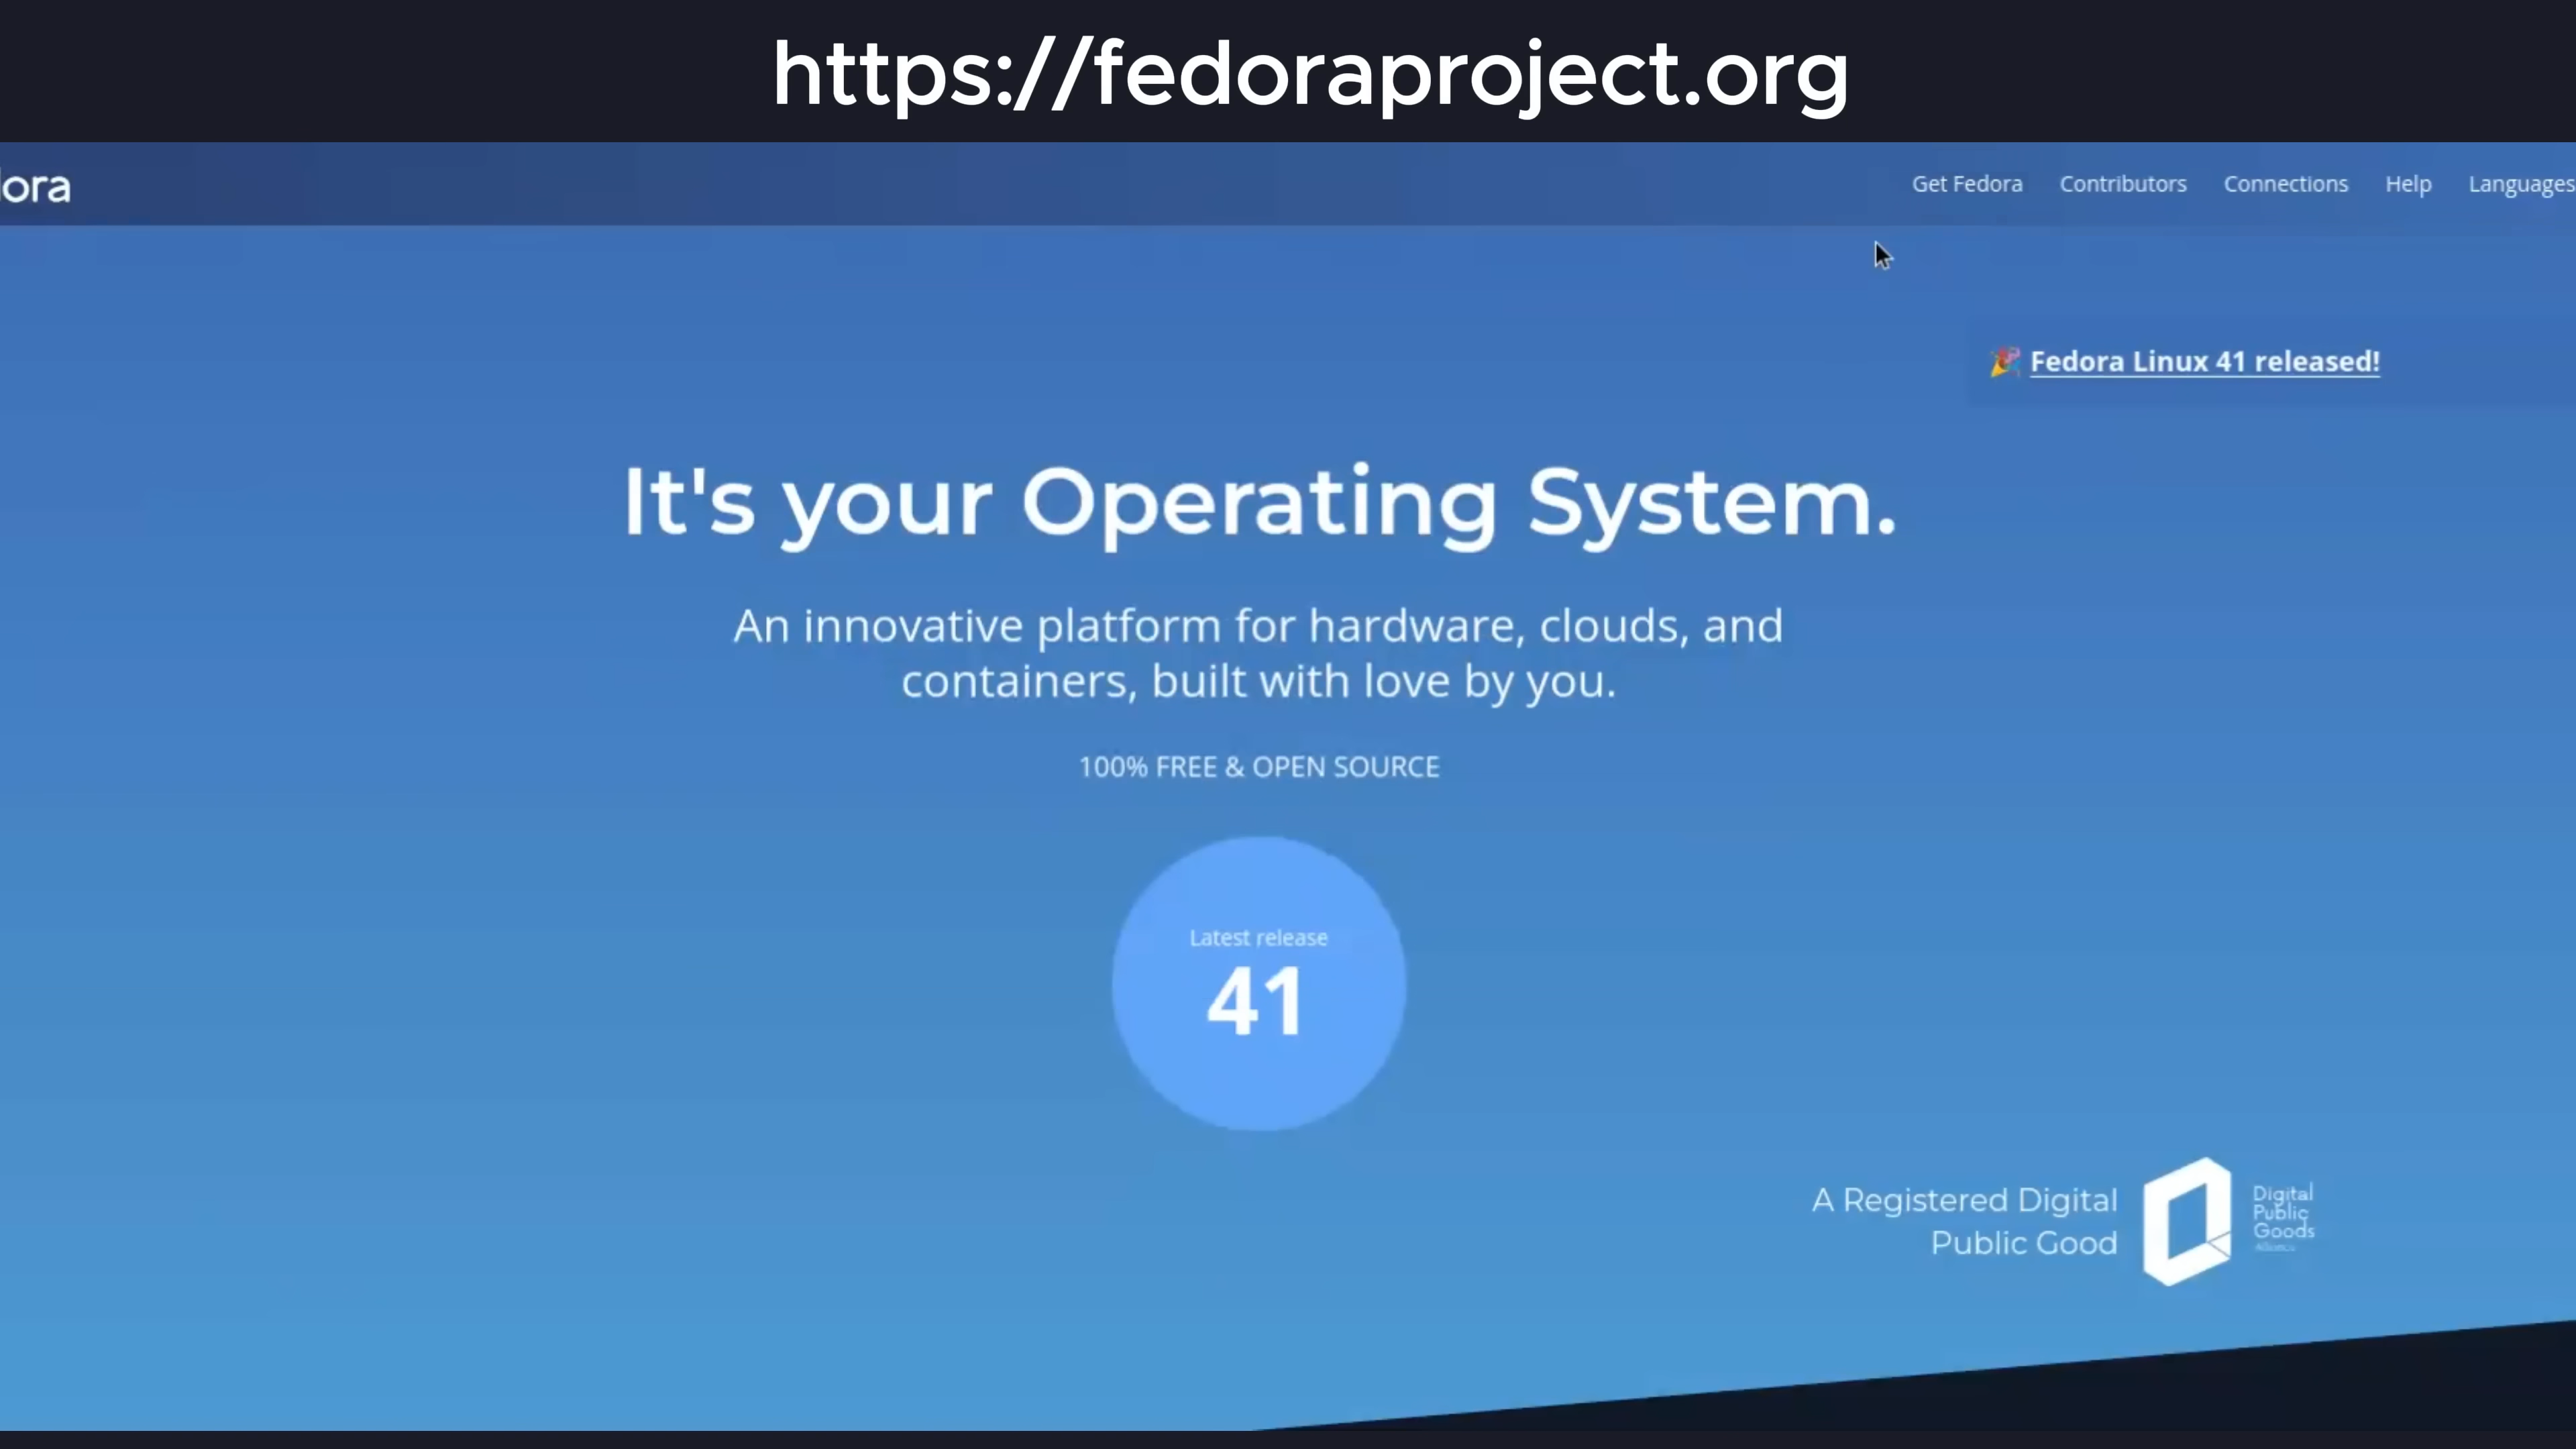 https://fedoraproject.org
ora
Get Fedora Contributors Connections Help Languages
Fedora Linux 41 released!
It's your Operating System.
An innovative platform for hardware, clouds, and
containers, built with love by you.
100% FREE & OPEN SOURCE
Latest release
41
A Registered Digital
Public Good
Digital
Public
Goods
Alliance